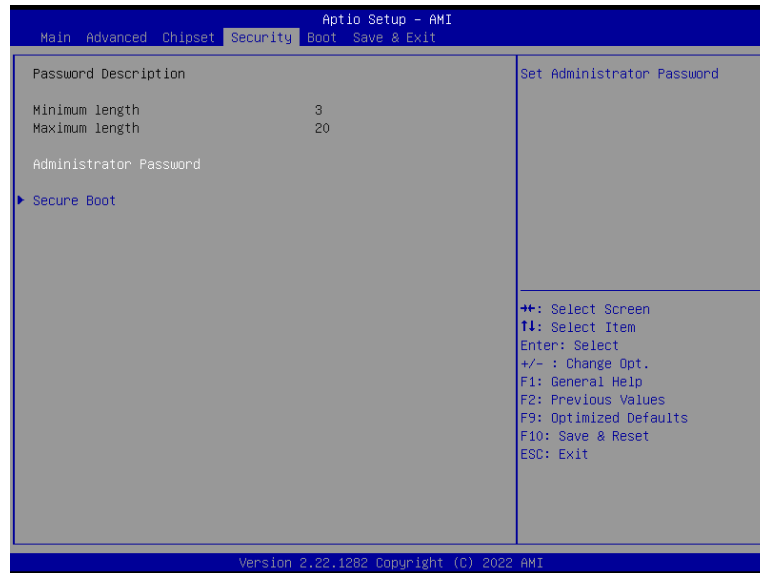 Aptio Setup – AMI
Main Advanced Chipset Security Boot Save & Exit
Password Description
Minimum length 3
Maximum length 20
Administrator Password
Secure Boot
Set Administrator Password
→←: Select Screen
↑↓: Select Item
Enter: Select
+/- : Change Opt.
F1: General Help
F2: Previous Values
F9: Optimized Defaults
F10: Save & Reset
ESC: Exit
Version 2.22.1282 Copyright (C) 2022 AMI